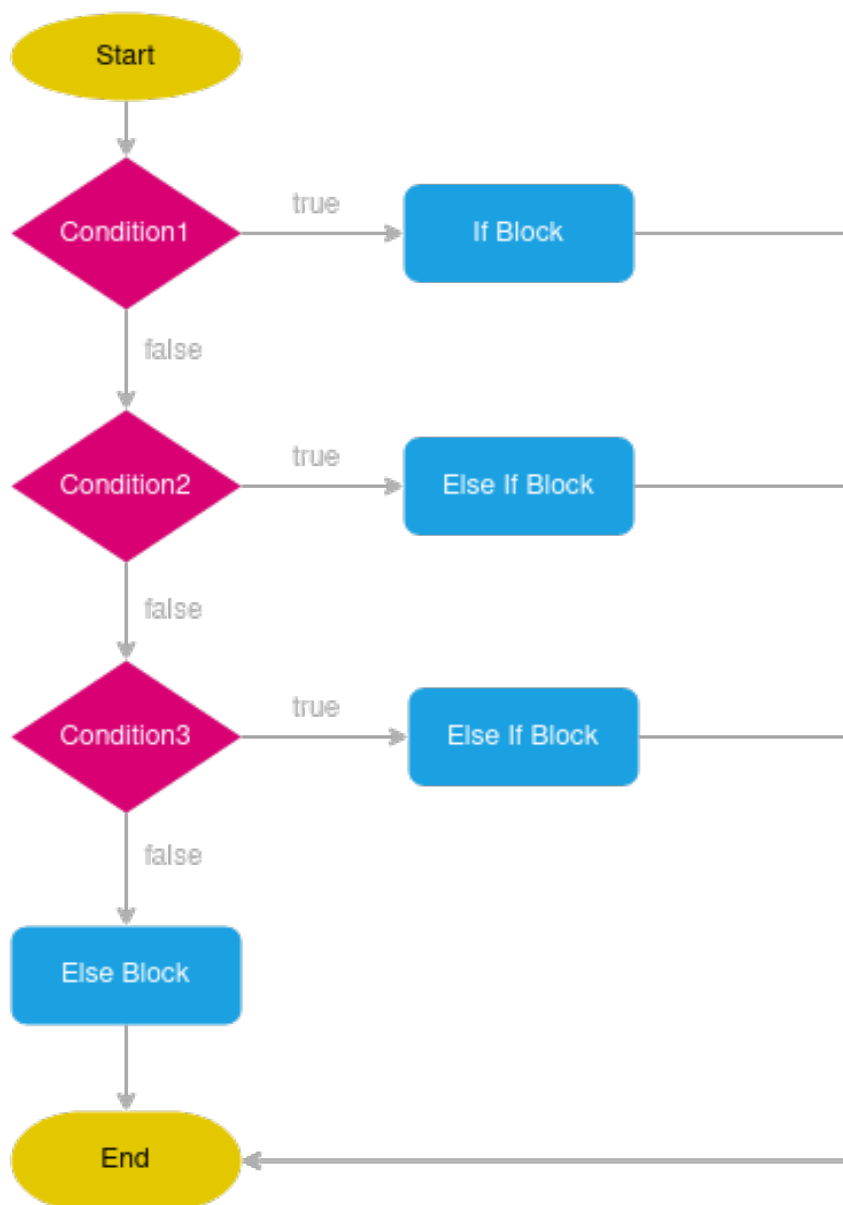 Start
Condition1
true
If Block
false
Condition2
true
Else If Block
false
Condition3
true
Else If Block
false
Else Block
End